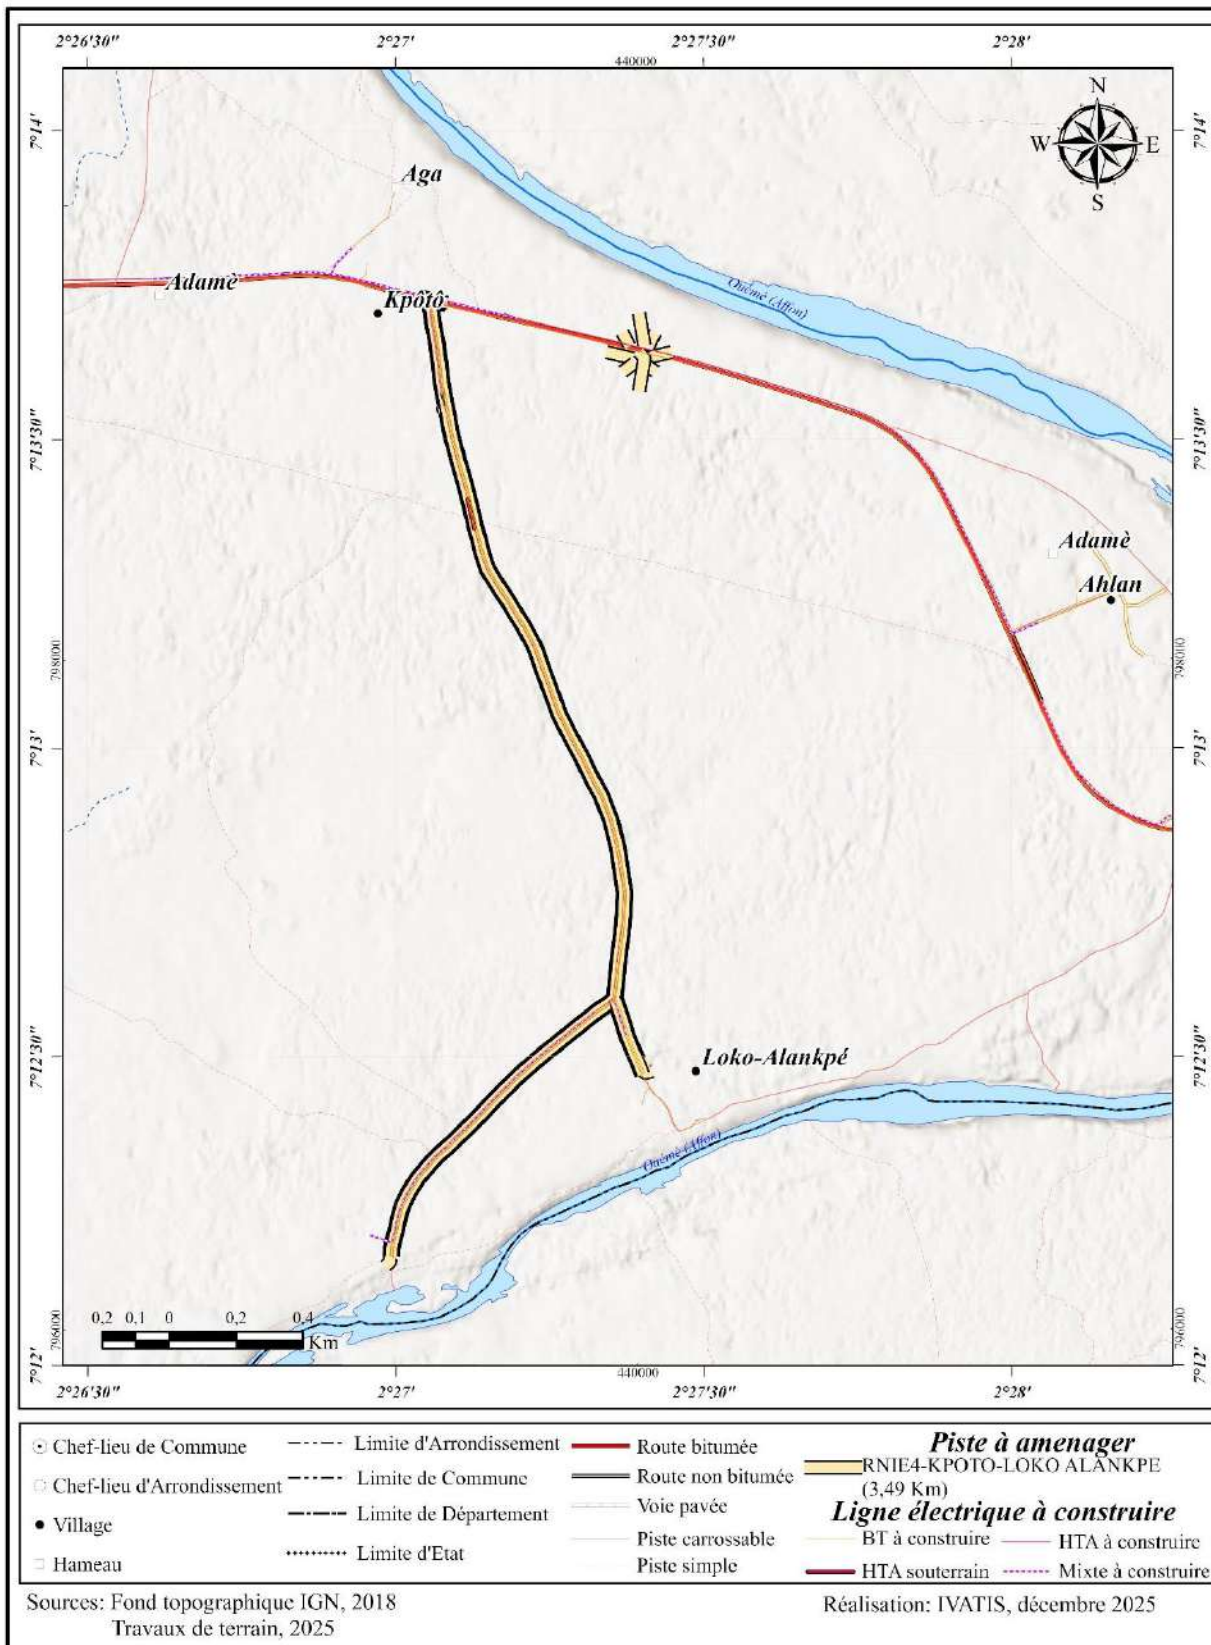 2°26'30" 2°27' 2°27'30" 2°28'
440000
7°14' 7°14'
N
W E
S
Aga
Adamè
Kpôtô
Ouémé (Affon)
7°13'30" 7°13'30"
Adamè
Ahlan
798000 798000
7°13' 7°13'
7°12'30" 7°12'30"
Loko-Alankpé
Ouémé (Affon)
0,2 0,1 0 0,2 0,4
Km
796000 796000
7°12' 7°12'
440000
2°26'30" 2°27' 2°27'30" 2°28'
Chef-lieu de Commune
Chef-lieu d'Arrondissement
Village
Hameau
Limite d'Arrondissement
Limite de Commune
Limite de Département
Limite d'Etat
Route bitumée
Route non bitumée
Voie pavée
Piste carrossable
Piste simple
Piste à amenager
RNIE4-KPOTO-LOKO ALANKPE
(3,49 Km)
Ligne électrique à construire
BT à construire
HTA à construire
HTA souterrain
Mixte à construire
Sources: Fond topographique IGN, 2018
Travaux de terrain, 2025
Réalisation: IVATIS, décembre 2025